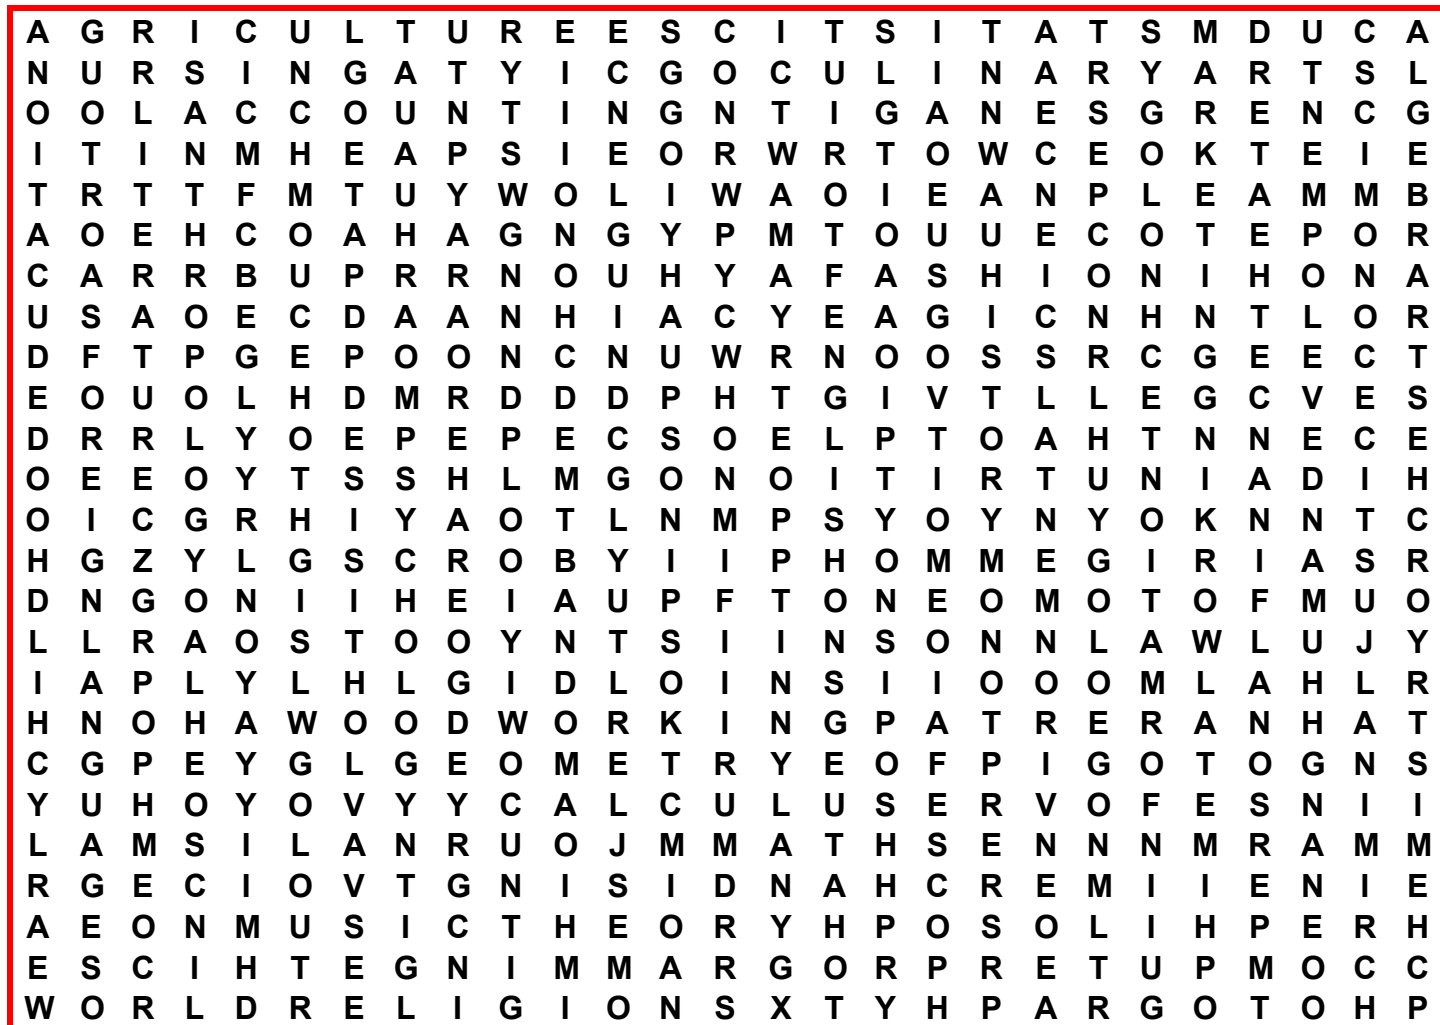 A G R I C U L T U R E E S C I T S I T A T S M D U C A
N U R S I N G A T Y I C G O C U L I N A R Y A R T S L
O O L A C C O U N T I N G N T I G A N E S G R E N C G
I T I N M H E A P S I E O R W R T O W C E O K T E I E
T R T T F M T U Y W O L I W A O I E A N P L E A M M B
A O E H C O A H A G N G Y P M T O U U E C O T E P O R
C A R R B U P R R N O U H Y A F A S H I O N I H O N A
U S A O E C D A A N H I A C Y E A G I C N H N T L O R
D F T P G E P O O N C N U W R N O O S S R C G E E C T
E O U O L H D M R D D D P H T G I V T L L E G C V E S
D R R L Y O E P E P E C S O E L P T O A H T N N E C E
O E E O Y T S S H L M G O N O I T I R T U N I A D I H
O I C G R H I Y A O T L N M P S Y O Y N Y O K N N T C
H G Z Y L G S C R O B Y I I P H O M M E G I R I A S R
D N G O N I I H E I A U P F T O N E O M O T O F M U O
L L R A O S T O O Y N T S I I N S O N N L A W L U J Y
I A P L Y L H L G I D L O I N S I I O O O M L A H L R
H N O H A W O O D W O R K I N G P A T R E R A N H A T
C G P E Y G L G E O M E T R Y E O F P I G O T O G N S
Y U H O Y O V Y Y C A L C U L U S E R V O F E S N I I
L A M S I L A N R U O J M M A T H S E N N N M R A M M
R G E C I O V T G N I S I D N A H C R E M I I E N I E
A E O N M U S I C T H E O R Y H P O S O L I H P E R H
E S C I H T E G N I M M A R G O R P R E T U P M O C C
W O R L D R E L I G I O N S X T Y H P A R G O T O H P